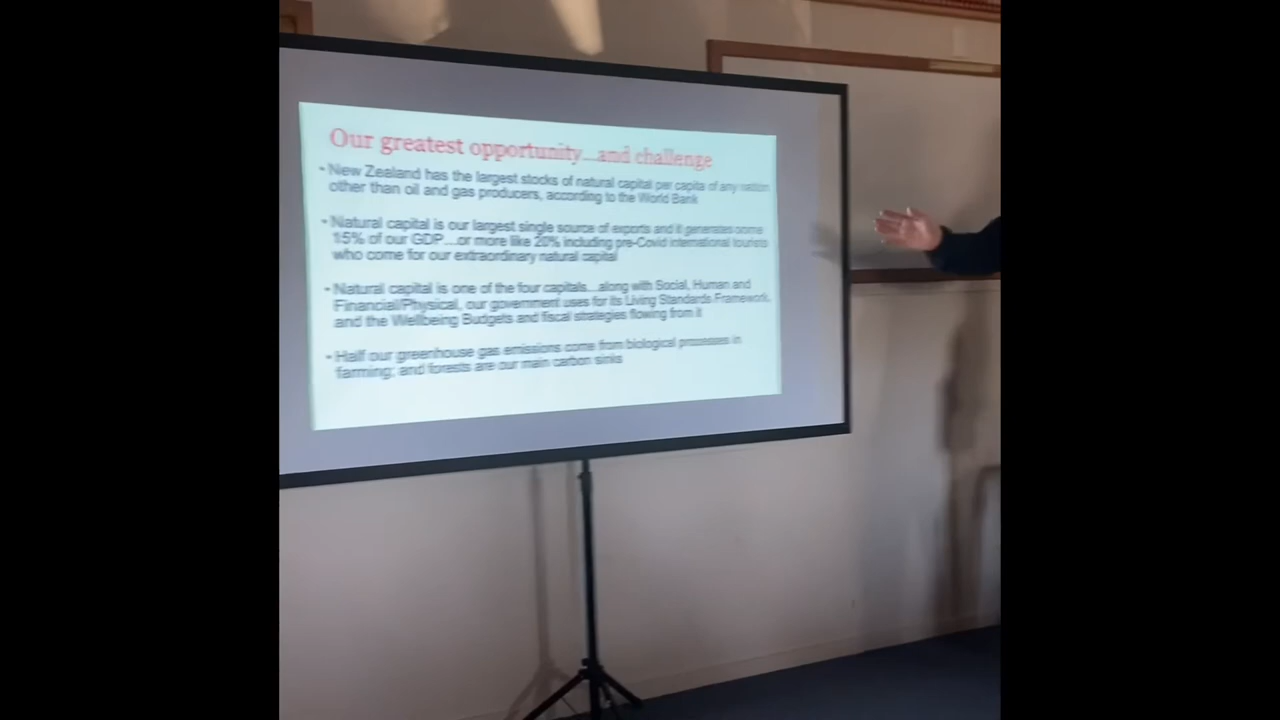 Our greatest opportunity...and challenge
• New Zealand has the largest stocks of natural capital per capita of any nation
other than oil and gas producers, according to the World Bank
• Natural capital is our largest single source of exports and it generates some
15% of our GDP....or more like 20% including pre-Covid international tourists
who come for our extraordinary natural capital
• Natural capital is one of the four capitals...along with Social, Human and
Financial/Physical, our government uses for its Living Standards Framework,
and the Wellbeing Budgets and fiscal strategies flowing from it
• Half our greenhouse gas emissions come from biological processes in
farming; and forests are our main carbon sinks